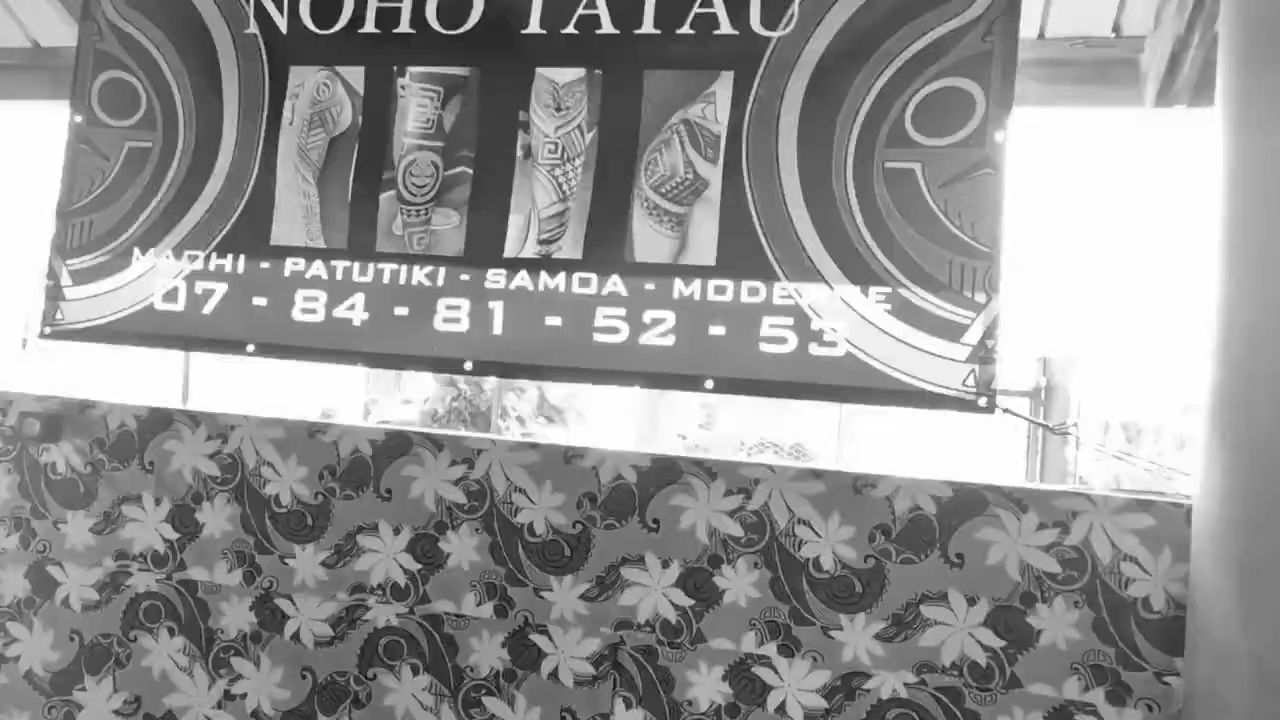 NOHO TATAU
MAOHI - PATUTIKI - SAMOA - MODERNE
07 - 84 - 81 - 52 - 53